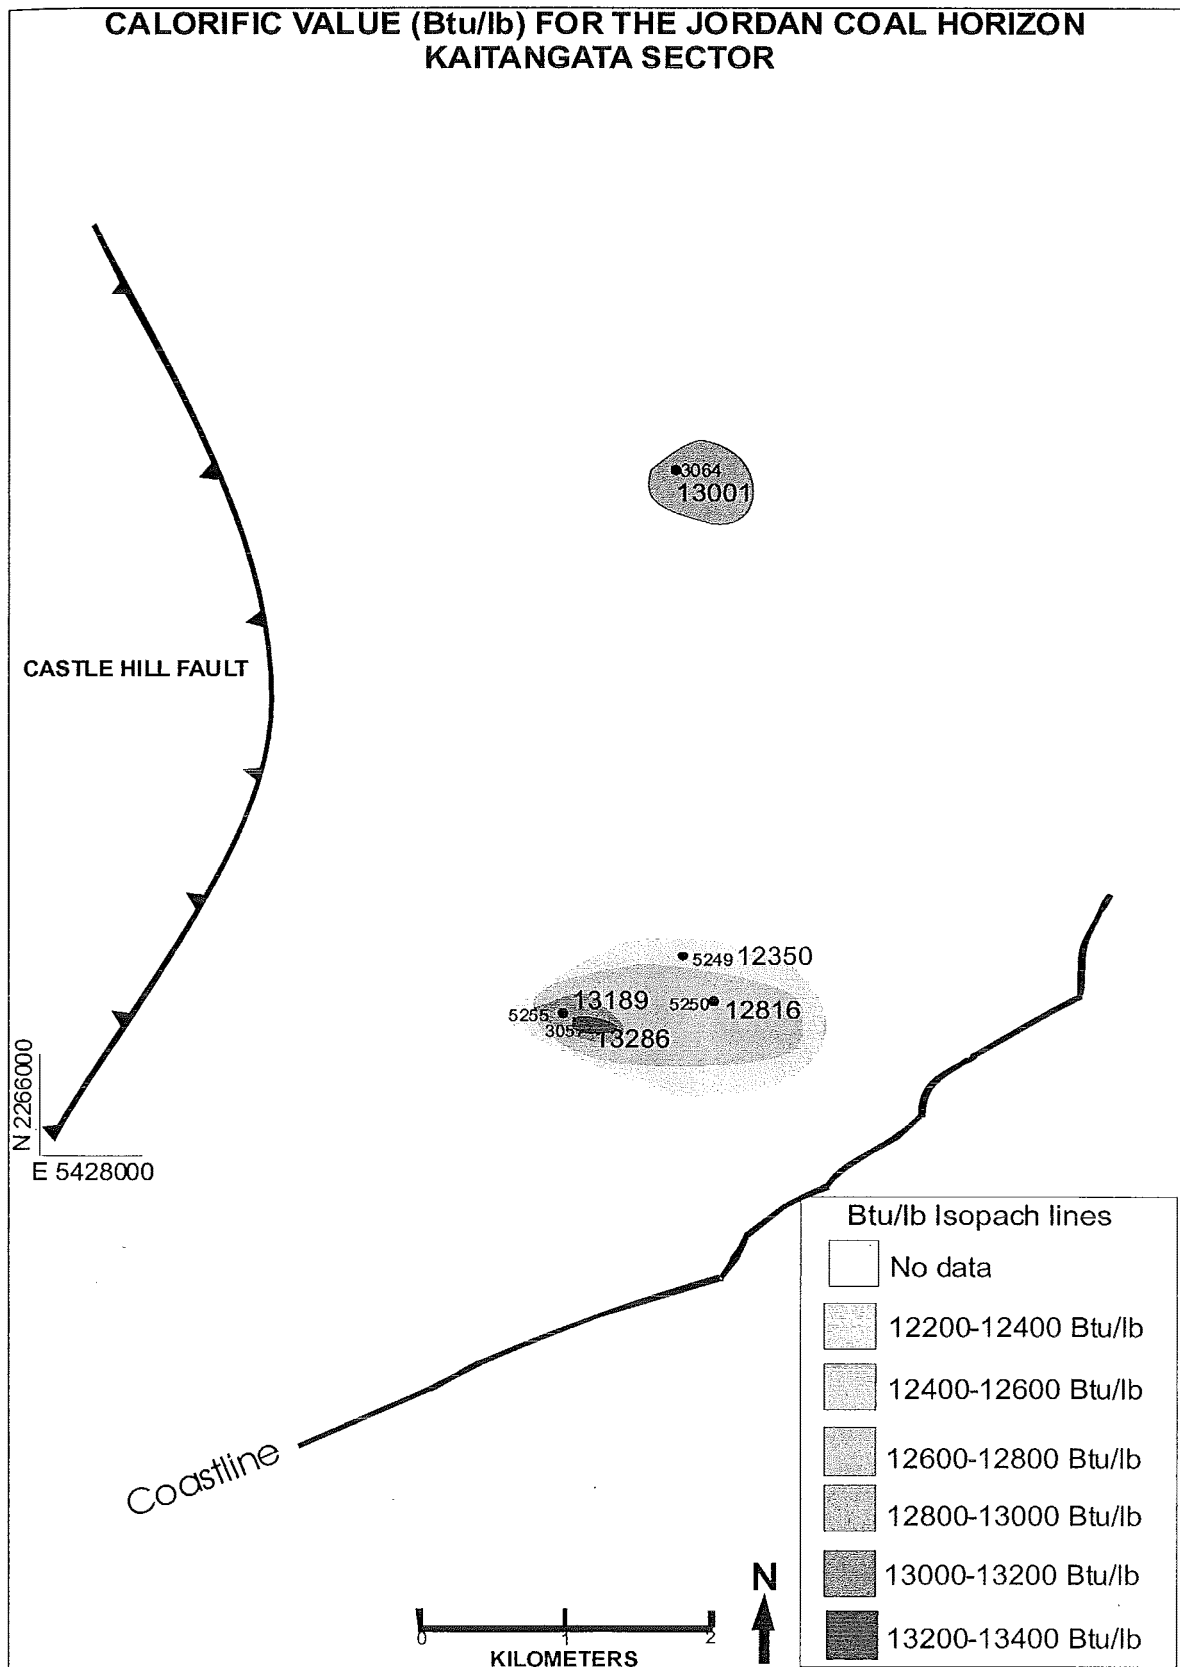 CALORIFIC VALUE (Btu/lb) FOR THE JORDAN COAL HORIZON
KAITANGATA SECTOR
3064
13001
CASTLE HILL FAULT
5249 12350
13189
5250 12816
5255
13286
N 2266000
E 5428000
Btu/lb Isopach lines
No data
12200-12400 Btu/lb
12400-12600 Btu/lb
12600-12800 Btu/lb
12800-13000 Btu/lb
13000-13200 Btu/lb
13200-13400 Btu/lb
Coastline
N
0 1 2
KILOMETERS